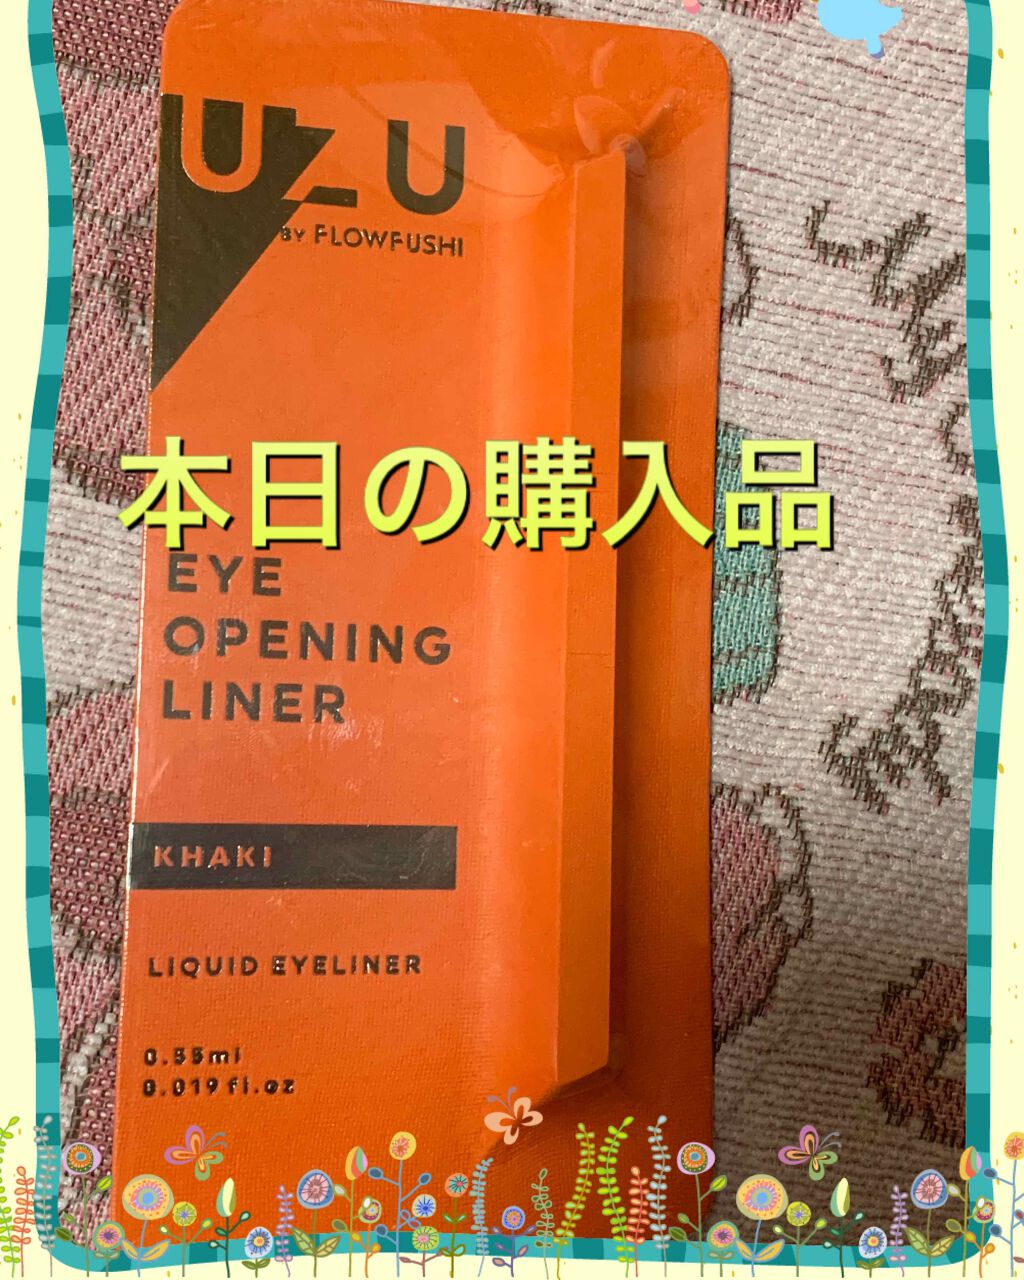 UZU
BY FLOWFUSHI
本日の購入品
EYE
OPENING
LINER
KHAKI
LIQUID EYELINER
0.55ml
0.019 fl.oz